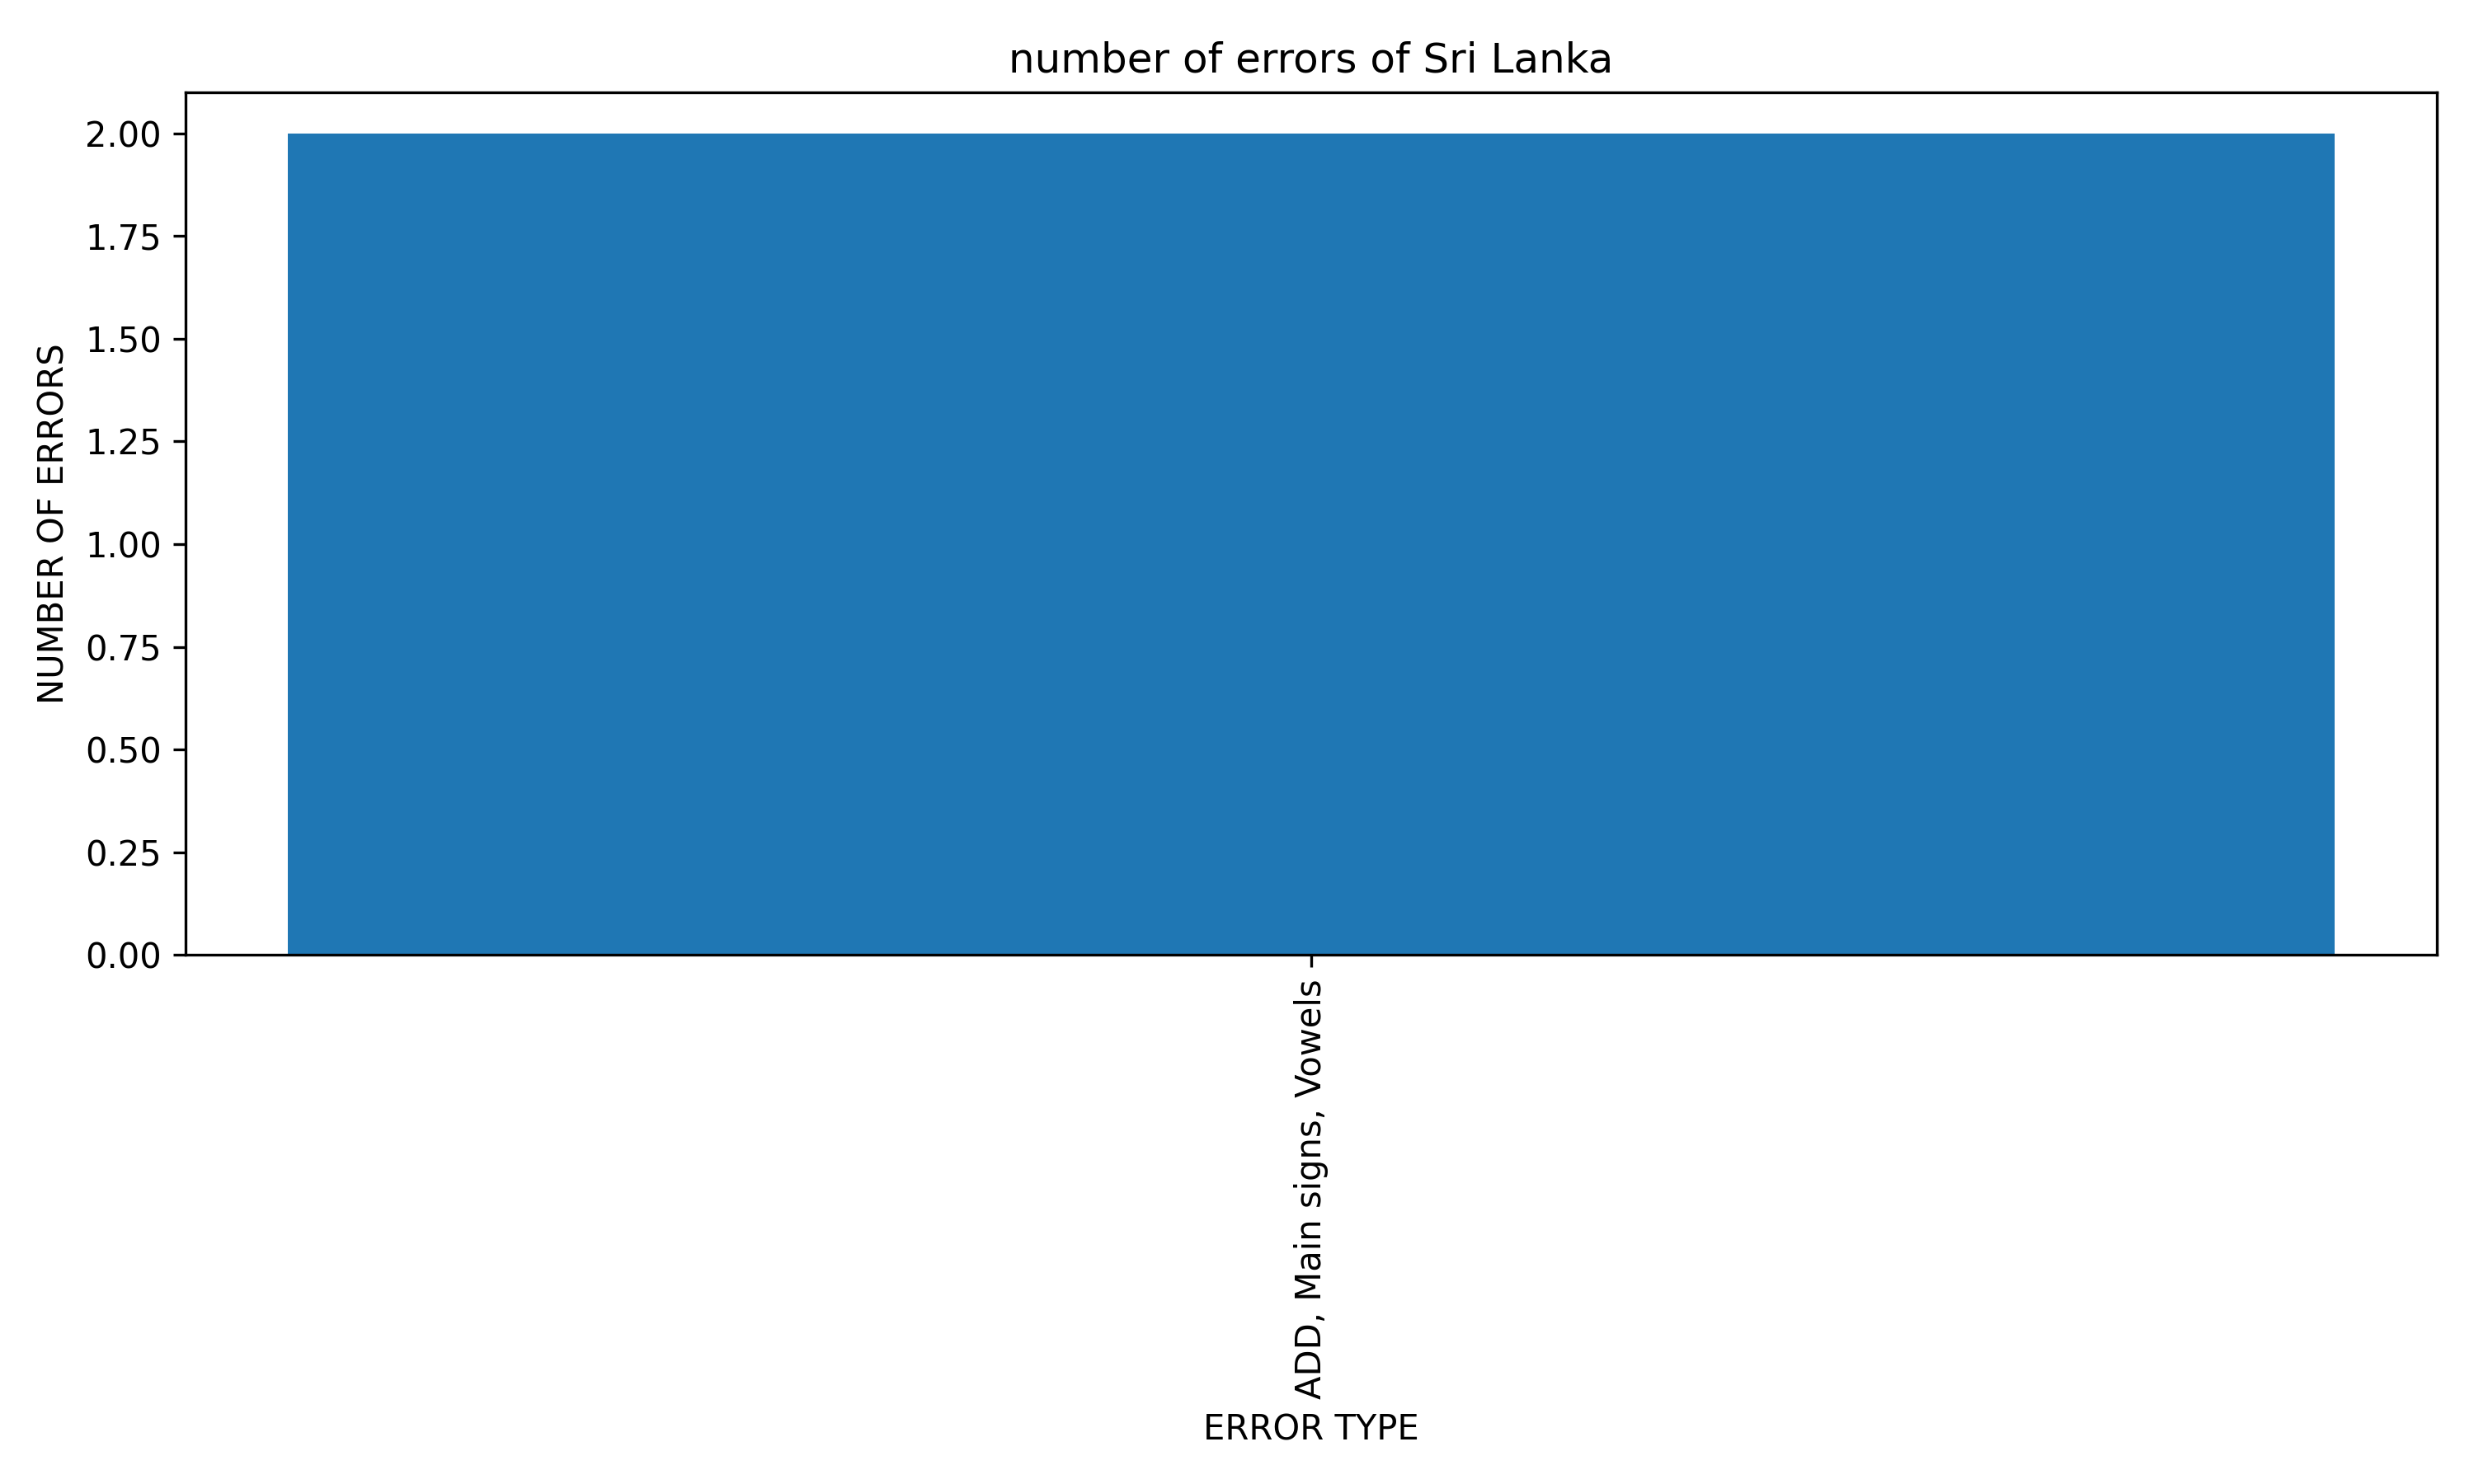 number of errors of Sri Lanka
NUMBER OF ERRORS
2.00
1.75
1.50
1.25
1.00
0.75
0.50
0.25
0.00
ADD, Main signs, Vowels
ERROR TYPE